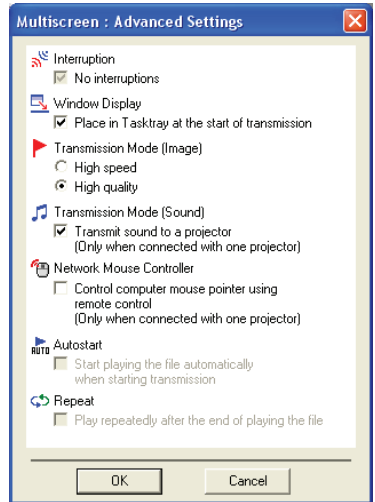 Multiscreen : Advanced Settings
Interruption
No interruptions
Window Display
Place in Tasktray at the start of transmission
Transmission Mode (Image)
High speed
High quality
Transmission Mode (Sound)
Transmit sound to a projector
(Only when connected with one projector)
Network Mouse Controller
Control computer mouse pointer using
remote control
(Only when connected with one projector)
AUTO Autostart
Start playing the file automatically
when starting transmission
Repeat
Play repeatedly after the end of playing the file
OK Cancel